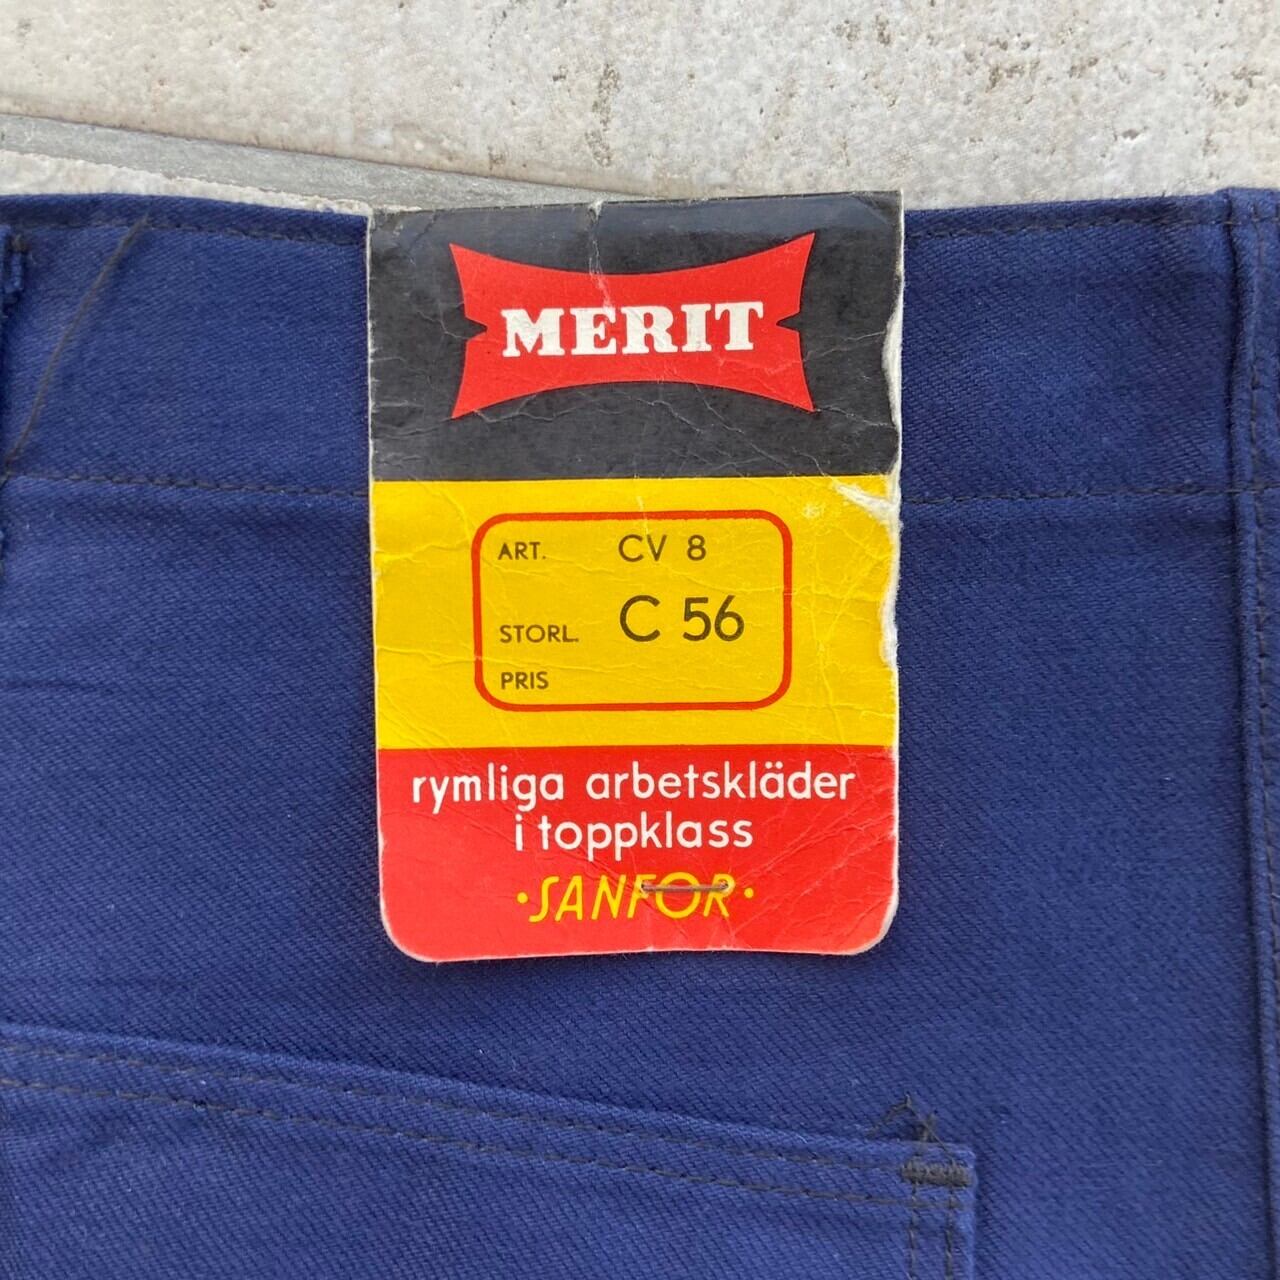 MERIT
ART. CV 8
STORL. C 56
PRIS
rymliga arbetskläder
i toppklass
·SANFOR·